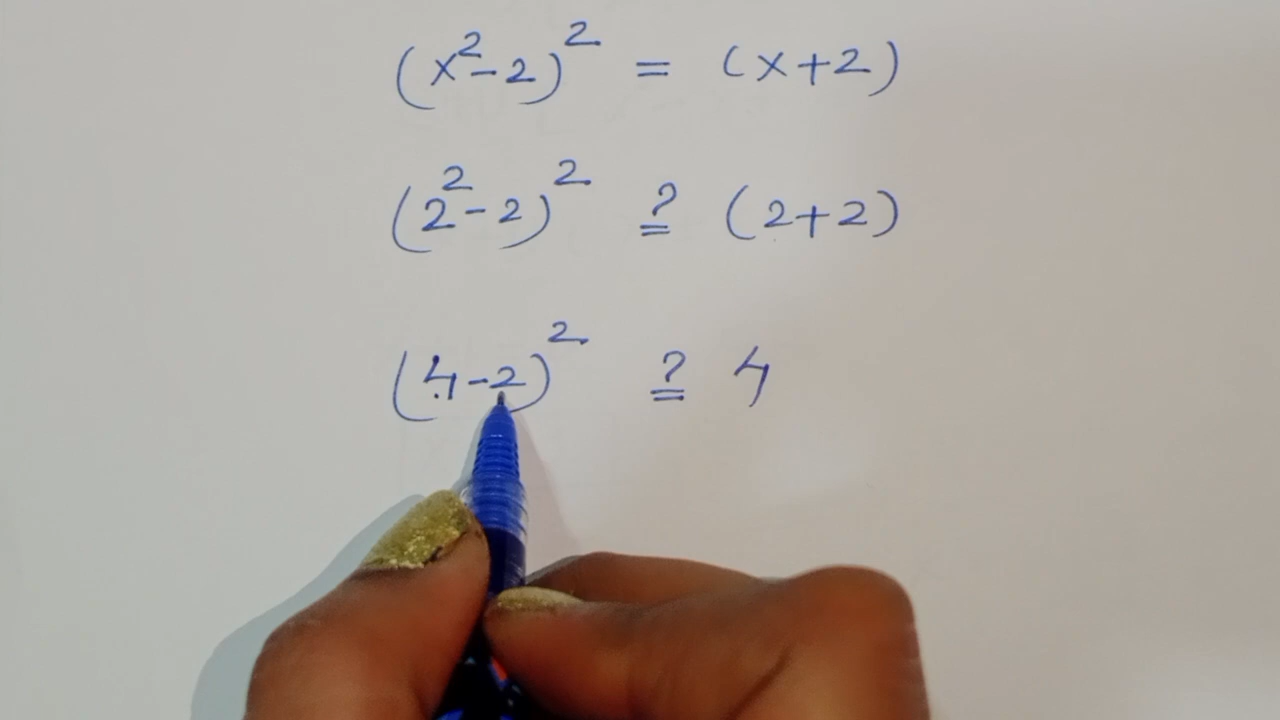 (x²-2)² = (x+2)
(2²-2)² ≟ (2+2)
(4-2)² ≟ 4